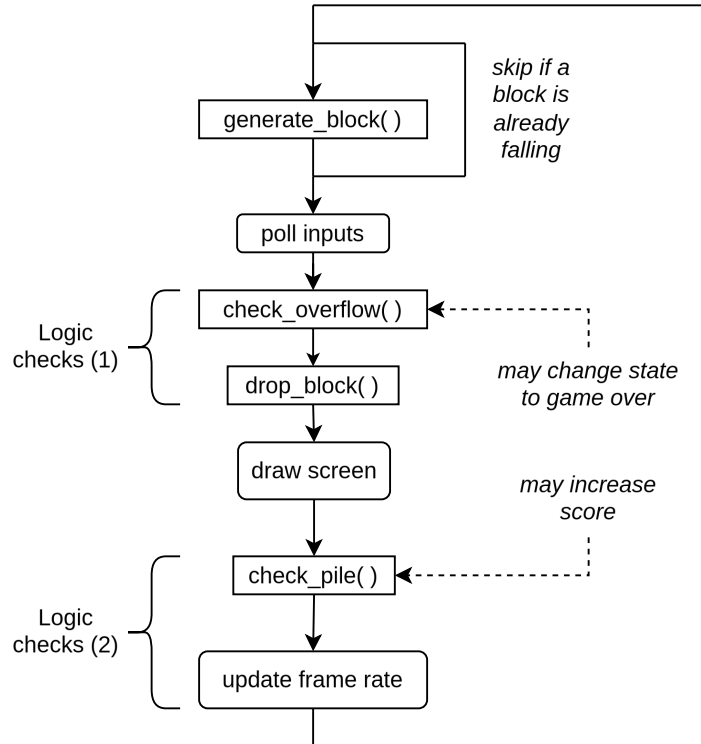 skip if a
block is
already
falling
generate_block( )
poll inputs
check_overflow( )
Logic
checks (1)
drop_block( )
may change state
to game over
draw screen
may increase
score
check_pile( )
Logic
checks (2)
update frame rate